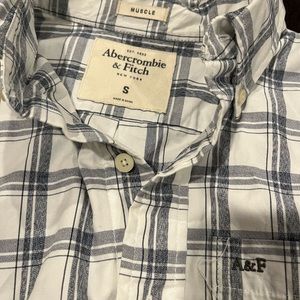 MUSCLE
EST. 1892
Abercrombie
& Fitch
NEW YORK
S
A&F